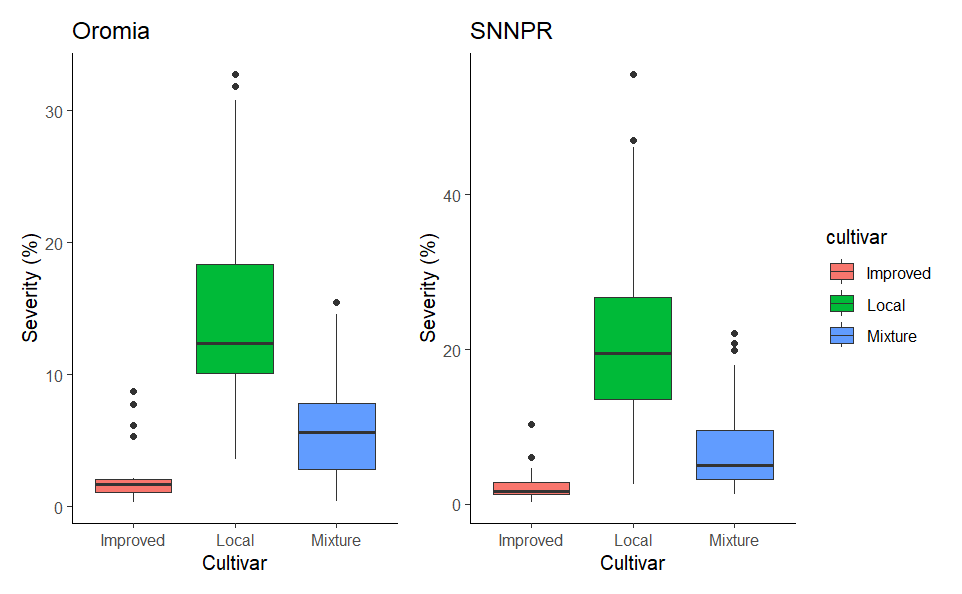 Oromia
Severity (%)
30
20
10
0
Improved Local Mixture
Cultivar
SNNPR
Severity (%)
40
20
0
Improved Local Mixture
Cultivar
cultivar
Improved
Local
Mixture